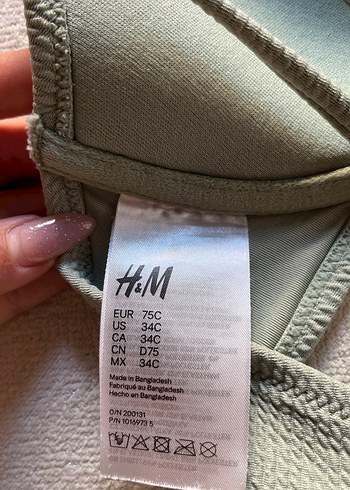 H&M
EUR 75C
US 34C
CA 34C
CN D75
MX 34C
Made in Bangladesh
Fabriqué au Bangladesh
Hecho en Bangladesh
O/N 200131
P/N 1016973 5